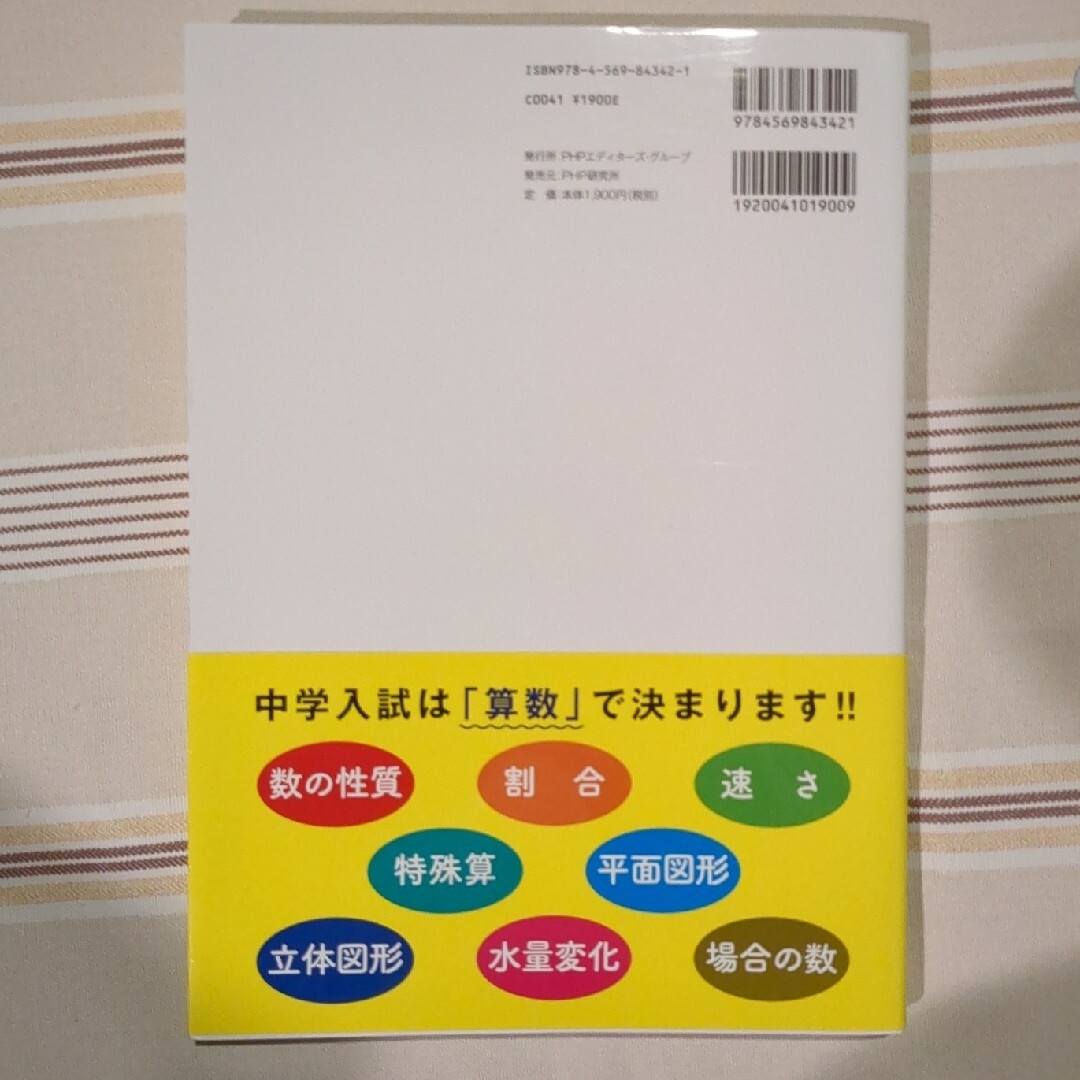 ISBN978-4-569-84342-1
C0041 ¥1900E
9784569843421
発行所:PHPエディターズ・グループ
発売元:PHP研究所
定 価:本体1,900円(税別)
1920041019009
中学入試は「算数」で決まります!!
数の性質
割 合
速 さ
特殊算
平面図形
立体図形
水量変化
場合の数